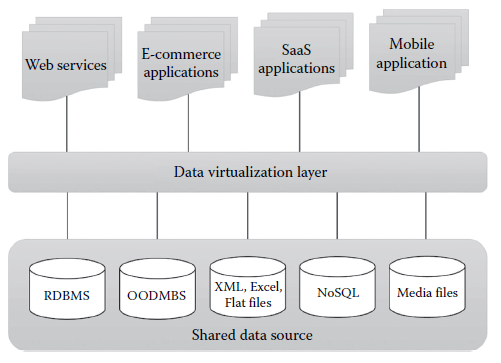 Web services
E-commerce
applications
SaaS
applications
Mobile
application
Data virtualization layer
RDBMS
OODMBS
XML, Excel,
Flat files
NoSQL
Media files
Shared data source